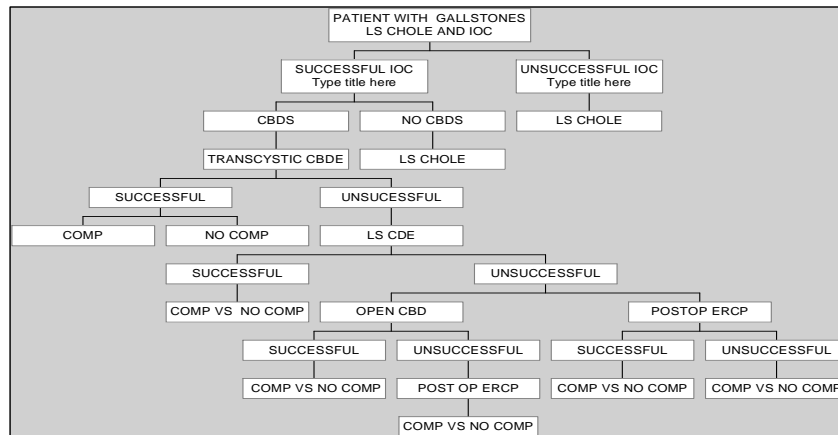 PATIENT WITH GALLSTONES
LS CHOLE AND IOC
SUCCESSFUL IOC
Type title here
UNSUCCESSFUL IOC
Type title here
CBDS
NO CBDS
LS CHOLE
TRANSCYSTIC CBDE
LS CHOLE
SUCCESSFUL
UNSUCESSFUL
COMP
NO COMP
LS CDE
SUCCESSFUL
UNSUCCESSFUL
COMP VS NO COMP
OPEN CBD
POSTOP ERCP
SUCCESSFUL
UNSUCCESSFUL
SUCCESSFUL
UNSUCCESSFUL
COMP VS NO COMP
POST OP ERCP
COMP VS NO COMP
COMP VS NO COMP
COMP VS NO COMP